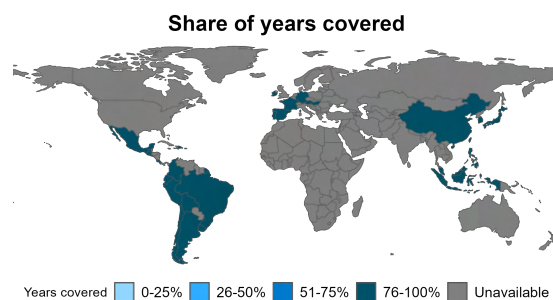 Share of years covered
Years covered 0-25% 26-50% 51-75% 76-100% Unavailable